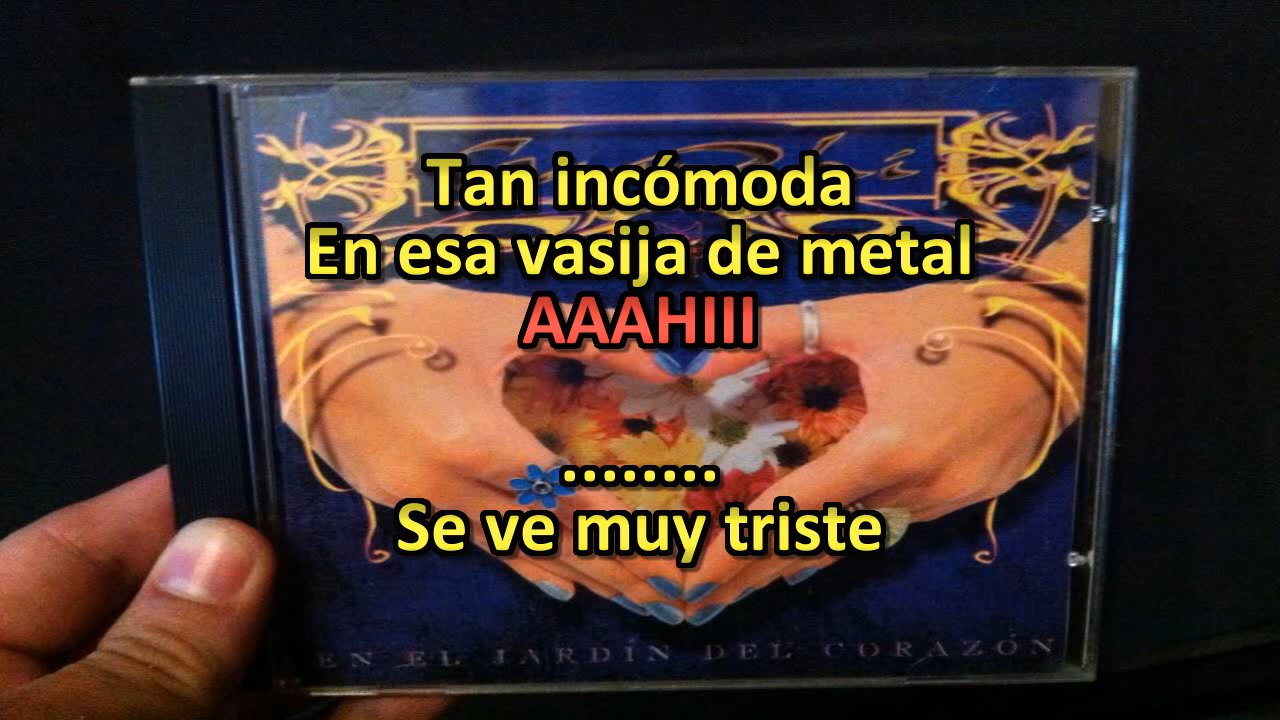 Tan incómoda
En esa vasija de metal
AAAHIII
........
Se ve muy triste
EN EL JARDÍN DEL CORAZÓN